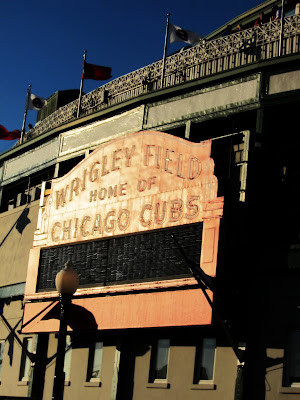 WRIGLEY FIELD
HOME OF
CHICAGO CUBS